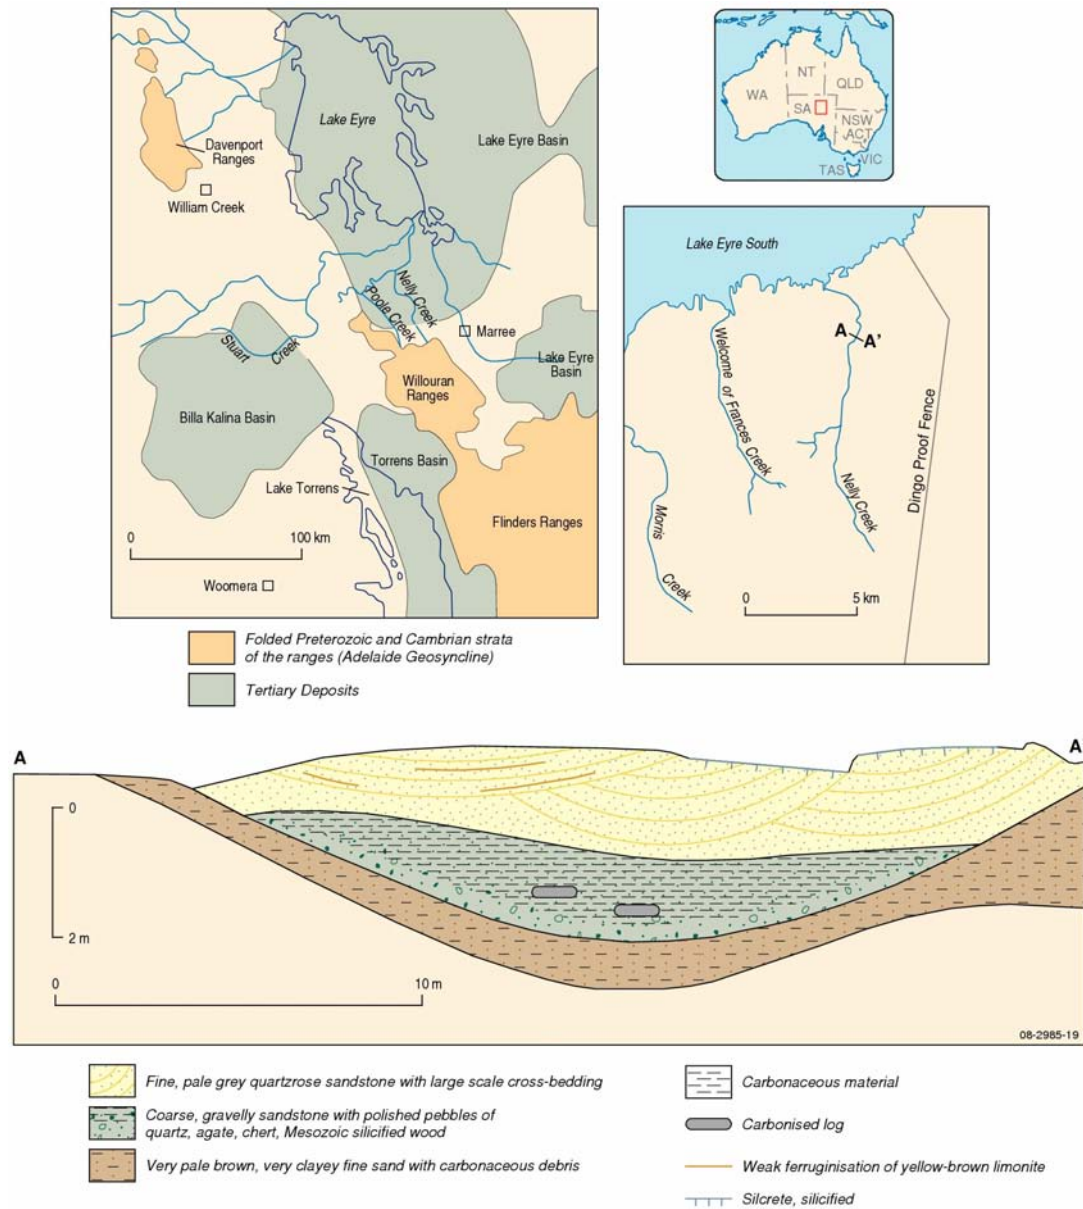 Lake Eyre
Lake Eyre Basin
Davenport
Ranges
William Creek
Nelly Creek
Poole Creek
Stuart Creek
Marree
Lake Eyre
Basin
Willouran
Ranges
Billa Kalina Basin
Torrens Basin
Lake Torrens
Flinders Ranges
0
100 km
Woomera
WA
NT
QLD
SA
NSW
ACT
VIC
TAS
Lake Eyre South
A
A'
Welcome of Frances Creek
Dingo Proof Fence
Nelly Creek
Morris Creek
0
5 km
Folded Preterozoic and Cambrian strata
of the ranges (Adelaide Geosyncline)
Tertiary Deposits
A
A'
0
2 m
0
10 m
08-2985-19
Fine, pale grey quartzrose sandstone with large scale cross-bedding
Coarse, gravelly sandstone with polished pebbles of
quartz, agate, chert, Mesozoic silicified wood
Very pale brown, very clayey fine sand with carbonaceous debris
Carbonaceous material
Carbonised log
Weak ferruginisation of yellow-brown limonite
Silcrete, silicified